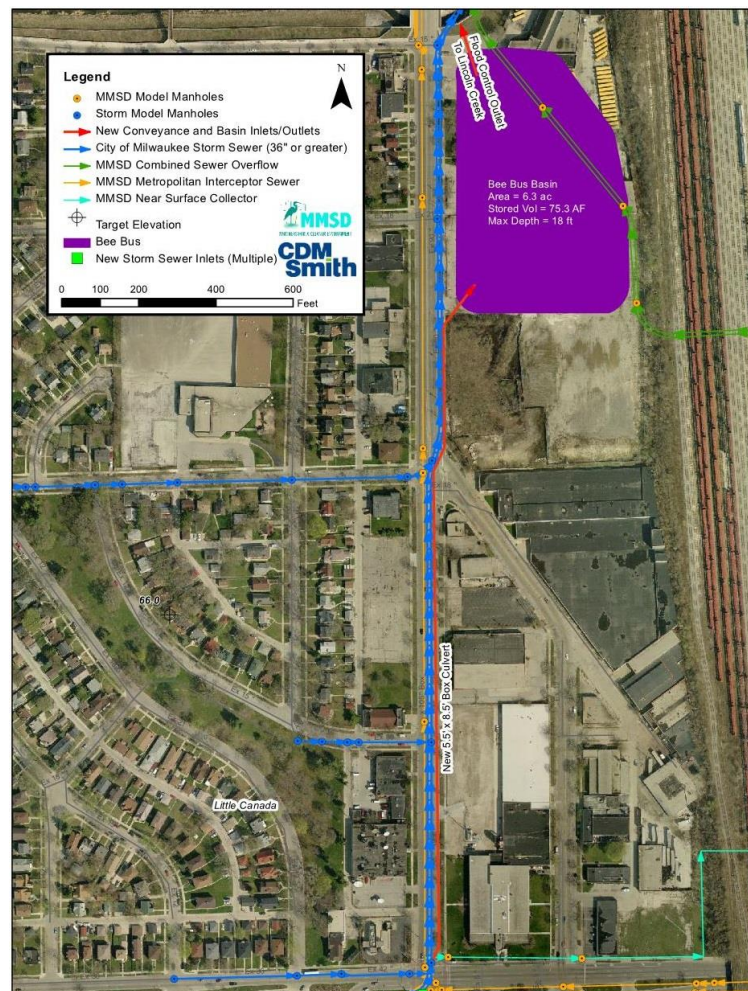 Legend
N
MMSD Model Manholes
Storm Model Manholes
New Conveyance and Basin Inlets/Outlets
City of Milwaukee Storm Sewer (36" or greater)
MMSD Combined Sewer Overflow
MMSD Metropolitan Interceptor Sewer
MMSD Near Surface Collector
Target Elevation
Bee Bus
New Storm Sewer Inlets (Multiple)
MMSD
CDM
Smith
0 100 200 400 600
Feet
Flood Control Outlet
To Lincoln Creek
Bee Bus Basin
Area = 6.3 ac
Stored Vol = 75.3 AF
Max Depth = 18 ft
66.0
New 5.5' x 8.5' Box Culvert
Little Canada